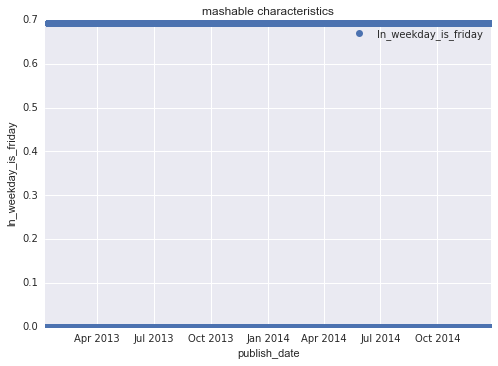 mashable characteristics
ln_weekday_is_friday
0.7
0.6
0.5
0.4
0.3
0.2
0.1
0.0
ln_weekday_is_friday
Apr 2013 Jul 2013 Oct 2013 Jan 2014 Apr 2014 Jul 2014 Oct 2014
publish_date